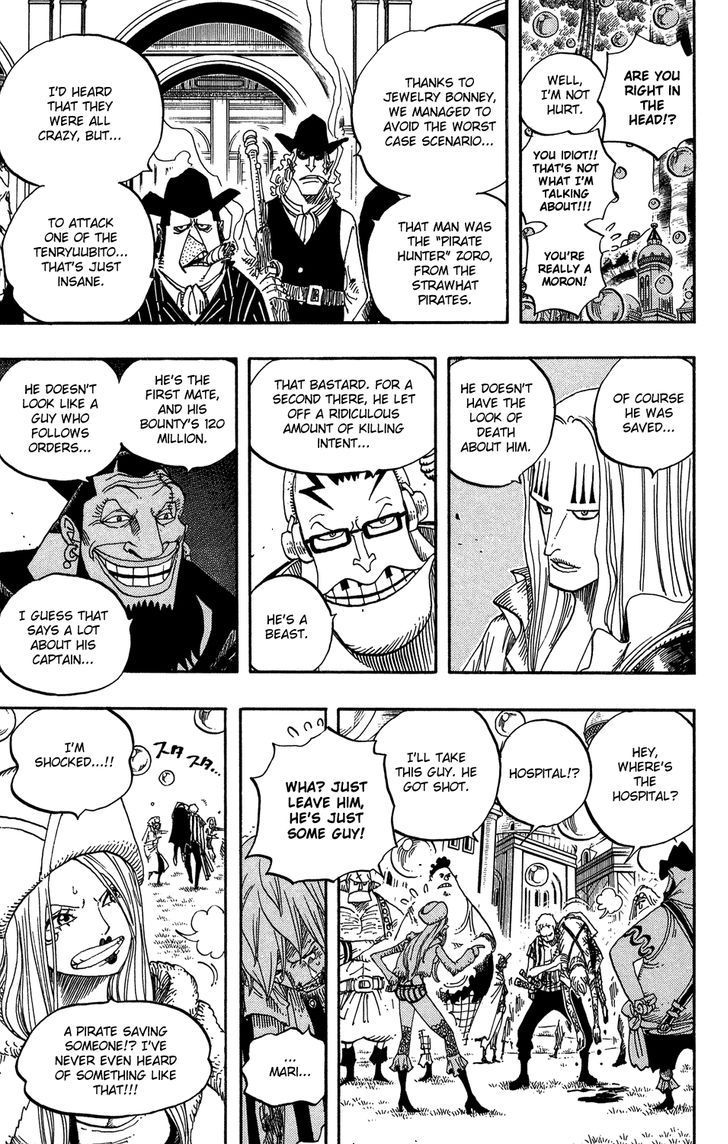 ARE YOU
RIGHT IN
THE
HEAD!?
WELL,
I'M NOT
HURT.
YOU IDIOT!!
THAT'S NOT
WHAT I'M
TALKING
ABOUT!!!
YOU'RE
REALLY A
MORON!
THANKS TO
JEWELRY BONNEY,
WE MANAGED TO
AVOID THE WORST
CASE SCENARIO...
THAT MAN WAS
THE "PIRATE
HUNTER" ZORO,
FROM THE
STRAWHAT
PIRATES.
I'D HEARD
THAT THEY
WERE ALL
CRAZY, BUT...
TO ATTACK
ONE OF THE
TENRYUUBITO...
THAT'S JUST
INSANE.
OF COURSE
HE WAS
SAVED...
HE DOESN'T
HAVE THE
LOOK OF
DEATH
ABOUT HIM.
THAT BASTARD. FOR A
SECOND THERE, HE LET
OFF A RIDICULOUS
AMOUNT OF KILLING
INTENT...
HE'S A
BEAST.
HE'S THE
FIRST MATE,
AND HIS
BOUNTY'S 120
MILLION.
HE DOESN'T
LOOK LIKE A
GUY WHO
FOLLOWS
ORDERS...
I GUESS THAT
SAYS A LOT
ABOUT HIS
CAPTAIN...
HEY,
WHERE'S
THE
HOSPITAL?
HOSPITAL!?
I'LL TAKE
THIS GUY. HE
GOT SHOT.
WHA? JUST
LEAVE HIM,
HE'S JUST
SOME GUY!
...
MARI...
I'M
SHOCKED...!!
スタスタ...
A PIRATE SAVING
SOMEONE!? I'VE
NEVER EVEN HEARD
OF SOMETHING LIKE
THAT!!!